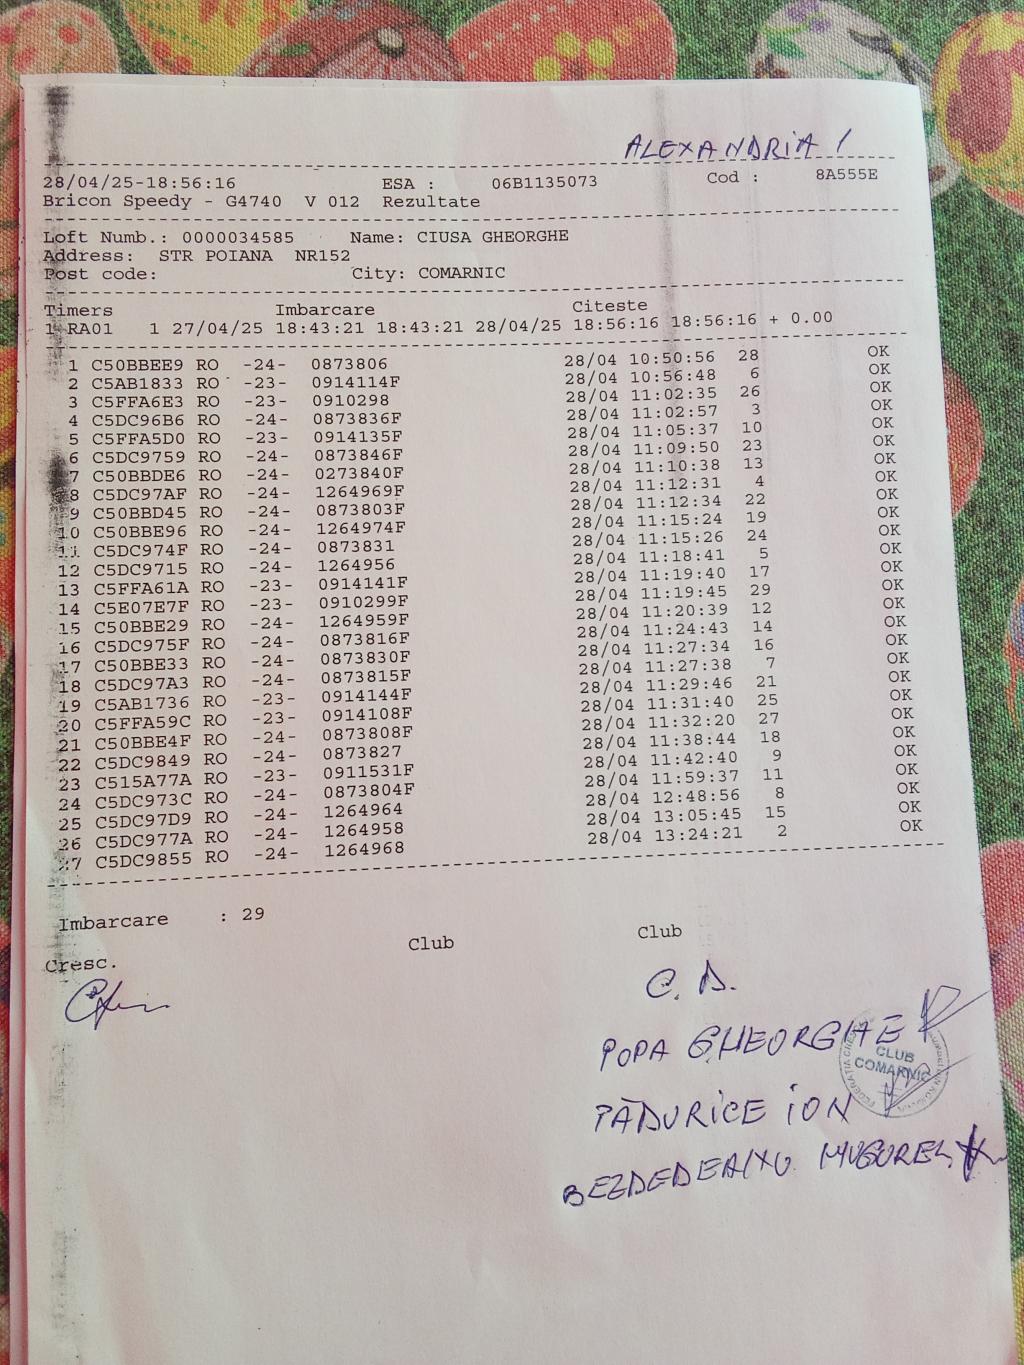 ALEXANDRIA 1
28/04/25-18:56:16 ESA : 06B1135073 Cod : 8A555E
Bricon Speedy - G4740 V 012 Rezultate
Loft Numb.: 0000034585 Name: CIUSA GHEORGHE
Address: STR POIANA NR152
Post code: City: COMARNIC
Timers Imbarcare Citeste
1 RA01 1 27/04/25 18:43:21 18:43:21 28/04/25 18:56:16 18:56:16 + 0.00
1 C50BBEE9 RO -24- 0873806 28/04 10:50:56 28 OK
2 C5AB1833 RO -23- 0914114F 28/04 10:56:48 6 OK
3 C5FFA6E3 RO -23- 0910298 28/04 11:02:35 26 OK
4 C5DC96B6 RO -24- 0873836F 28/04 11:02:57 3 OK
5 C5FFA5D0 RO -23- 0914135F 28/04 11:05:37 10 OK
6 C5DC9759 RO -24- 0873846F 28/04 11:09:50 23 OK
7 C50BBDE6 RO -24- 0273840F 28/04 11:10:38 13 OK
8 C5DC97AF RO -24- 1264969F 28/04 11:12:31 4 OK
9 C50BBD45 RO -24- 0873803F 28/04 11:12:34 22 OK
10 C50BBE96 RO -24- 1264974F 28/04 11:15:24 19 OK
11 C5DC974F RO -24- 0873831 28/04 11:15:26 24 OK
12 C5DC9715 RO -24- 1264956 28/04 11:18:41 5 OK
13 C5FFA61A RO -23- 0914141F 28/04 11:19:40 17 OK
14 C5E07E7F RO -23- 0910299F 28/04 11:19:45 29 OK
15 C50BBE29 RO -24- 1264959F 28/04 11:20:39 12 OK
16 C5DC975F RO -24- 0873816F 28/04 11:24:43 14 OK
17 C50BBE33 RO -24- 0873830F 28/04 11:27:34 16 OK
18 C5DC97A3 RO -24- 0873815F 28/04 11:27:38 7 OK
19 C5AB1736 RO -23- 0914144F 28/04 11:29:46 21 OK
20 C5FFA59C RO -23- 0914108F 28/04 11:31:40 25 OK
21 C50BBE4F RO -24- 0873808F 28/04 11:32:20 27 OK
22 C5DC9849 RO -24- 0873827 28/04 11:38:44 18 OK
23 C515A77A RO -23- 0911531F 28/04 11:42:40 9 OK
24 C5DC973C RO -24- 0873804F 28/04 11:59:37 11 OK
25 C5DC97D9 RO -24- 1264964 28/04 12:48:56 8 OK
26 C5DC977A RO -24- 1264958 28/04 13:05:45 15 OK
27 C5DC9855 RO -24- 1264968 28/04 13:24:21 2 OK
Imbarcare : 29
Cresc. Club Club
C. D.
POPA GHEORGHE
CLUB
COMARNIC
PĂDURICE ION
BEZDEDEANU MUGUREL